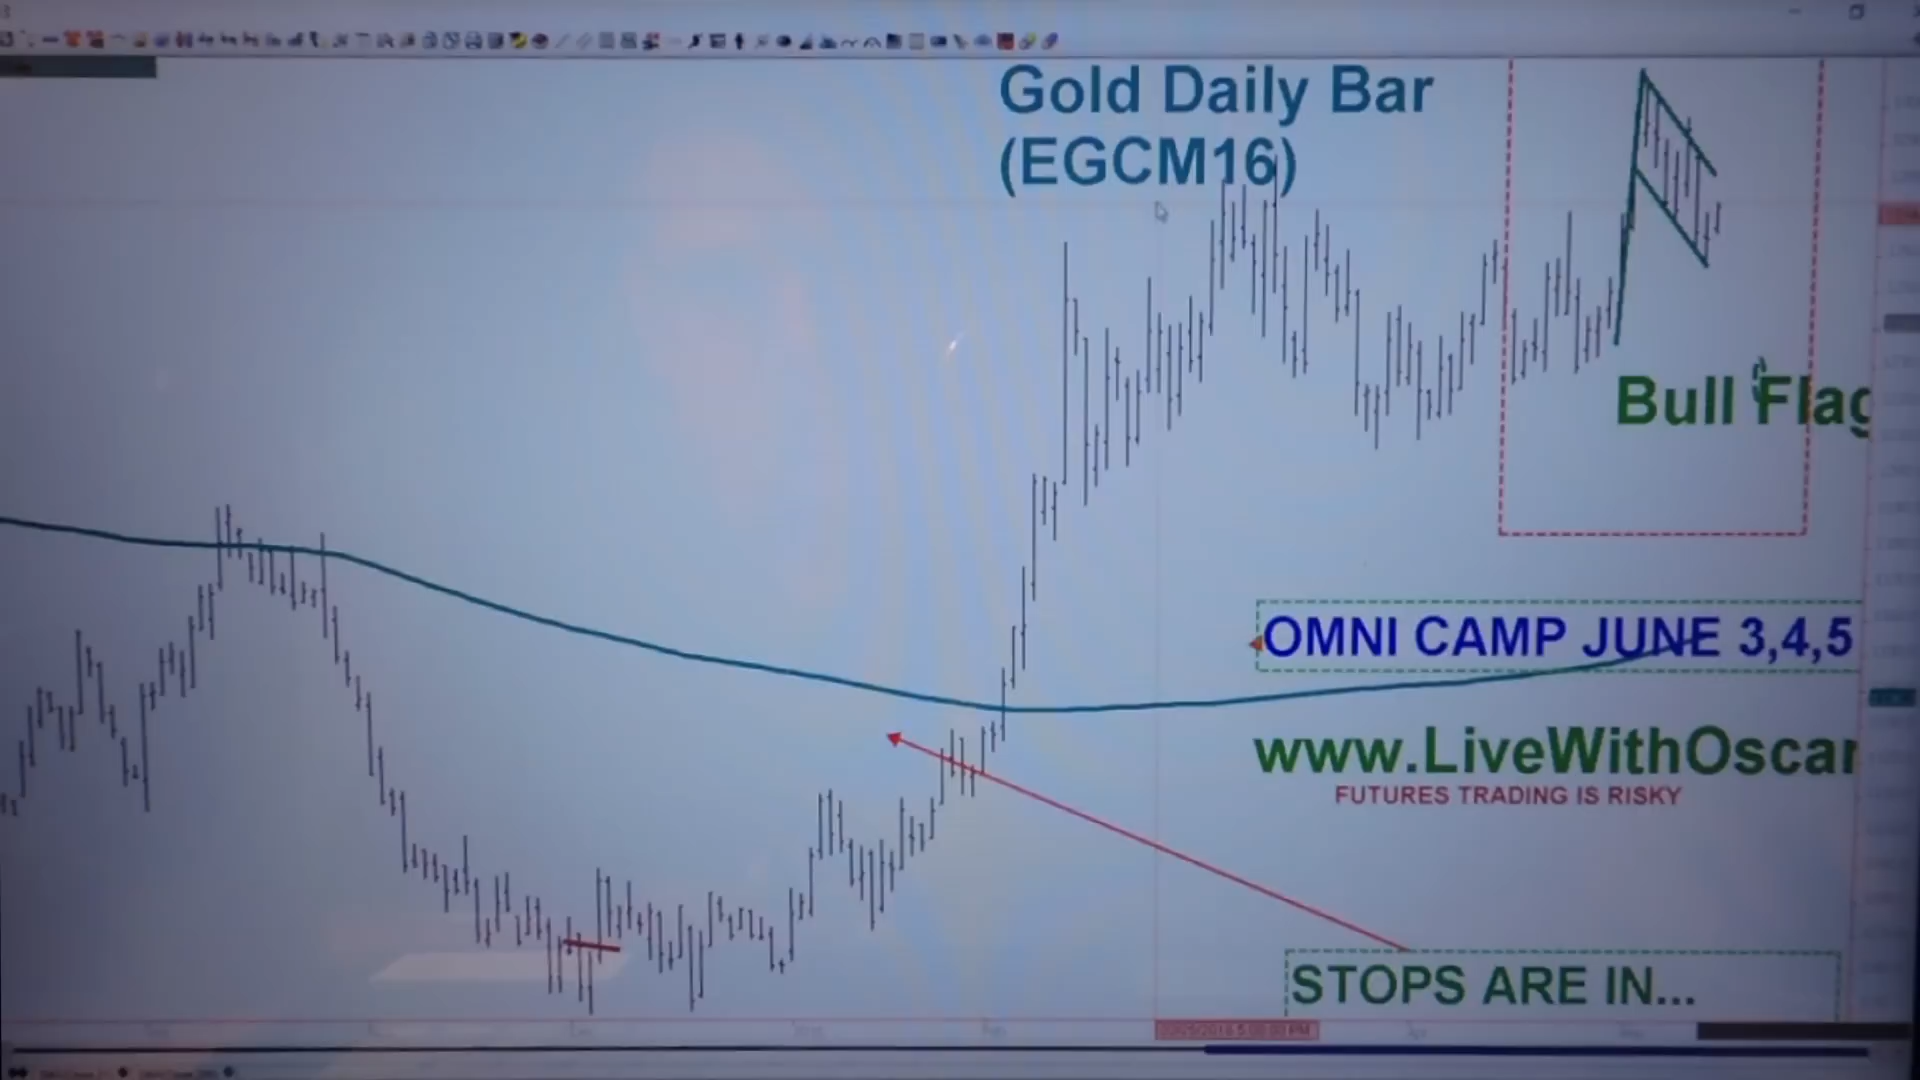 Gold Daily Bar
(EGCM16)
Bull Flag
OMNI CAMP JUNE 3,4,5
www.LiveWithOscar
FUTURES TRADING IS RISKY
STOPS ARE IN...